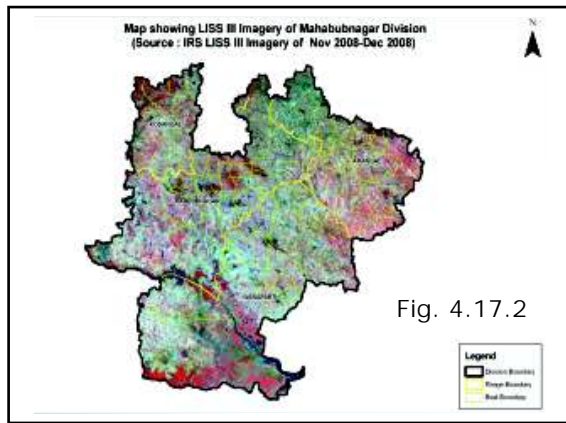 Map showing LISS III Imagery of Mahabubnagar Division
(Source : IRS LISS III Imagery of Nov 2008-Dec 2008)
N
Fig. 4.17.2
Legend
Division Boundary
Range Boundary
Beat Boundary